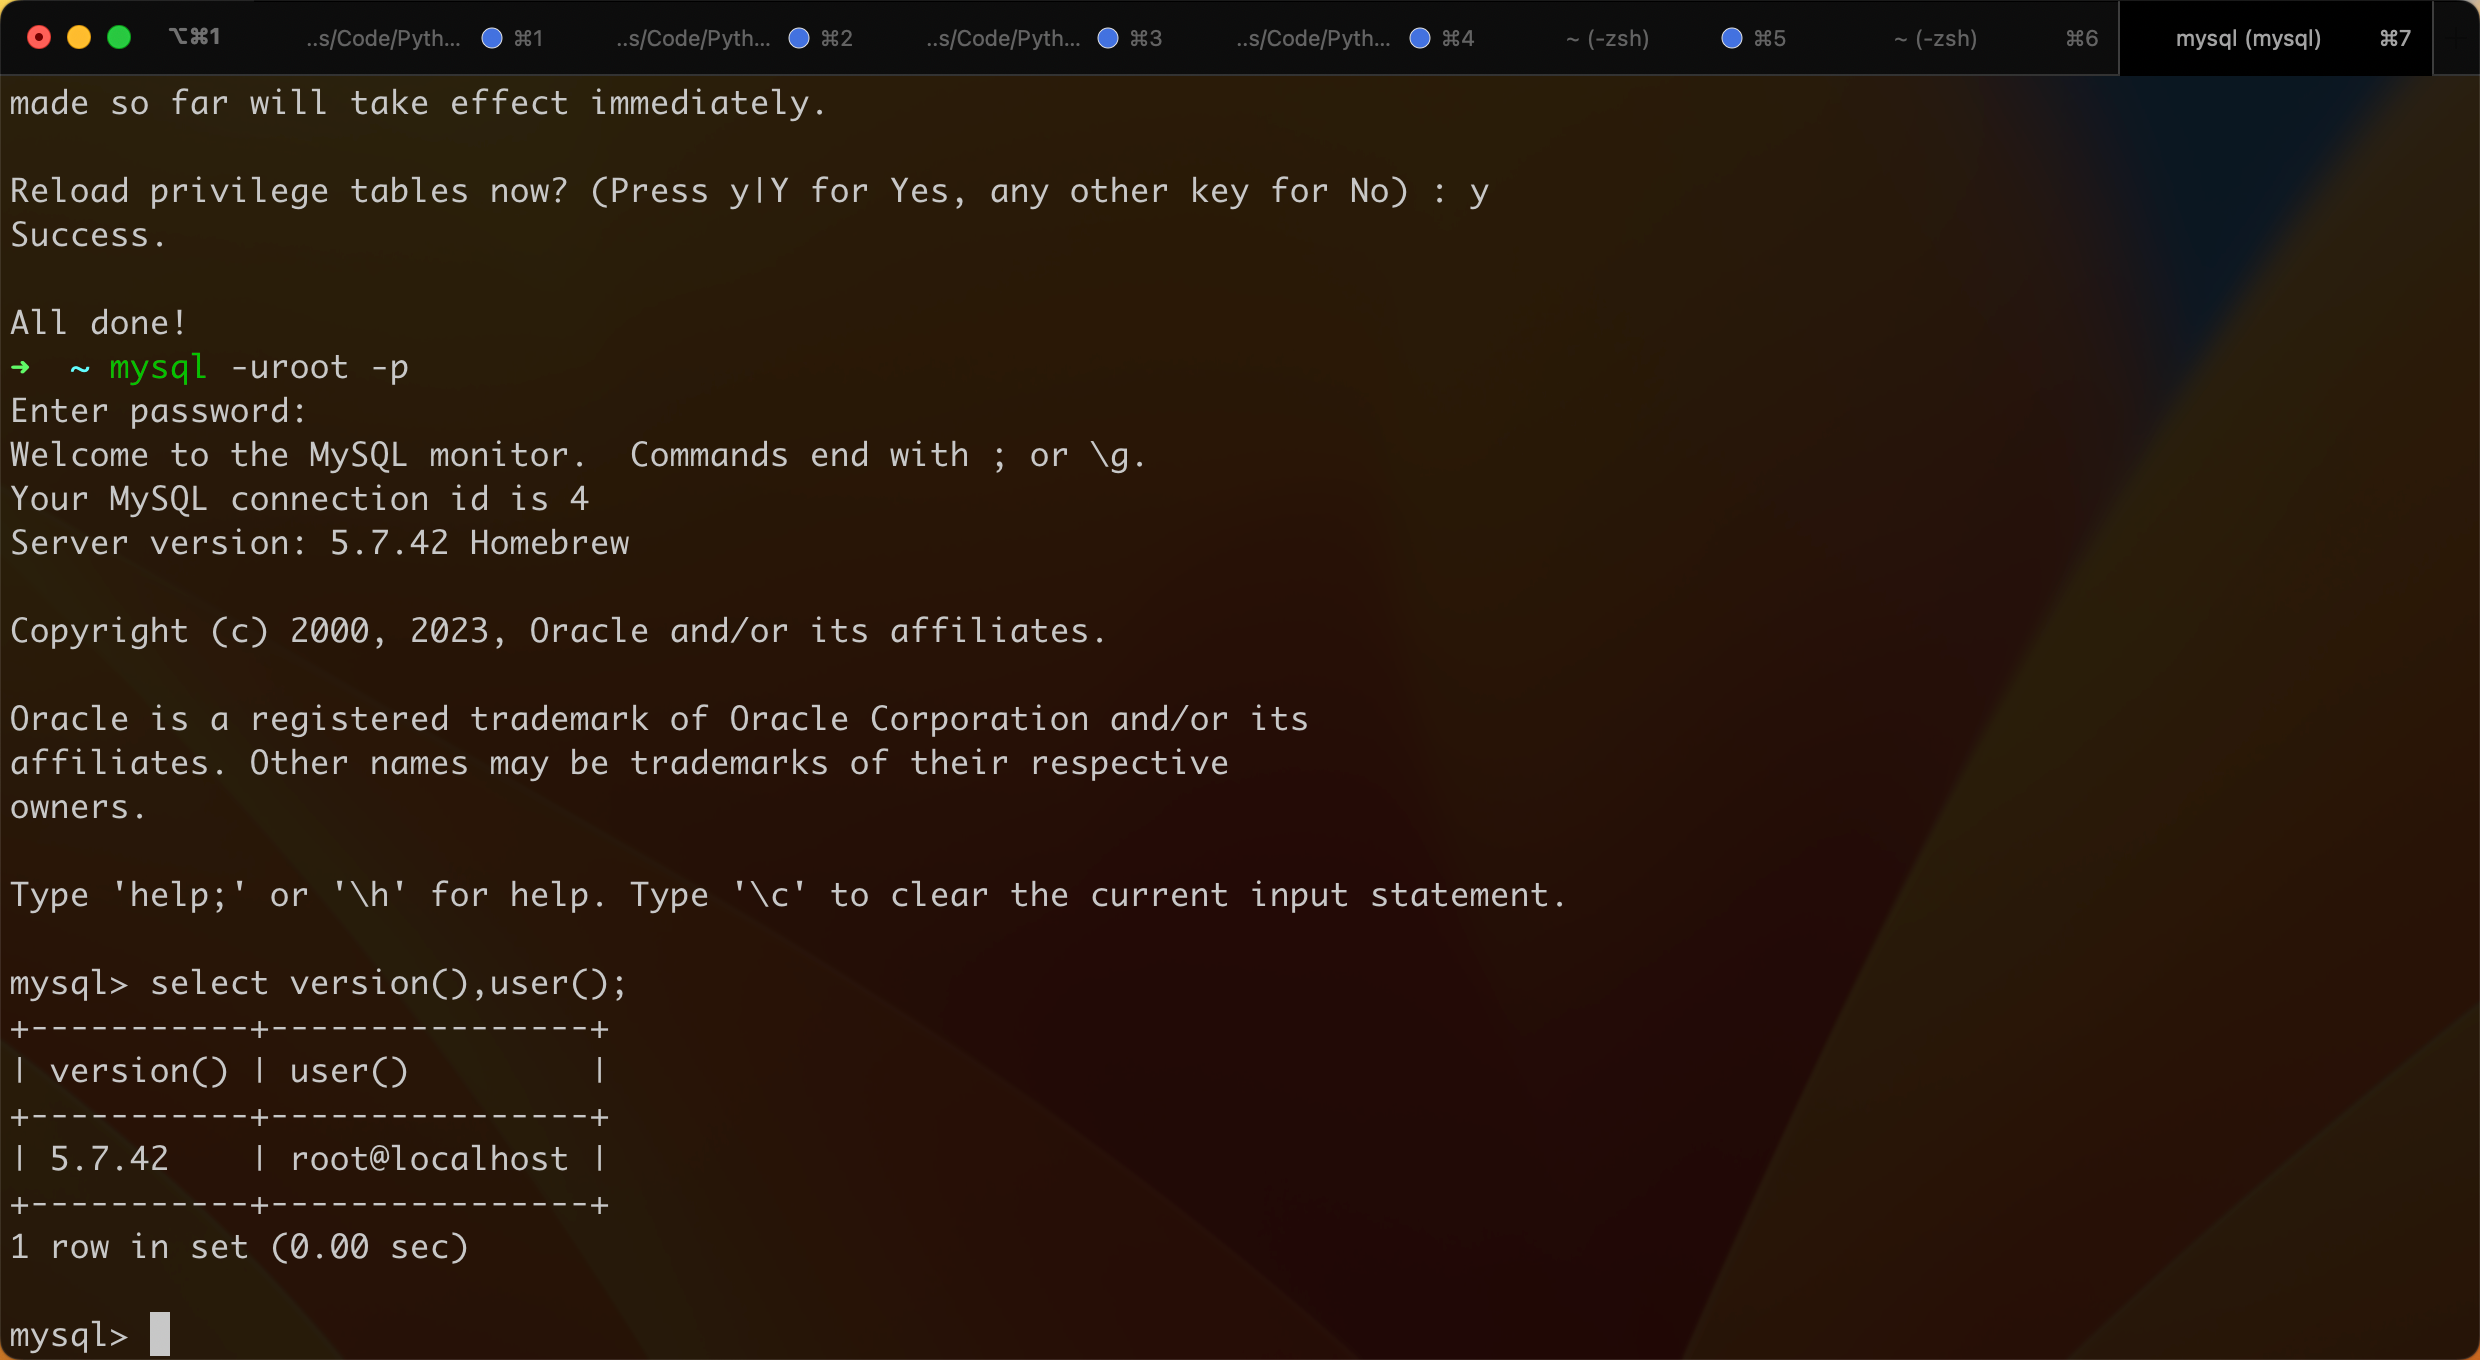 ⌥⌘1 ..s/Code/Pyth... ⌘1 ..s/Code/Pyth... ⌘2 ..s/Code/Pyth... ⌘3 ..s/Code/Pyth... ⌘4 ~ (-zsh) ⌘5 ~ (-zsh) ⌘6 mysql (mysql) ⌘7
made so far will take effect immediately.
Reload privilege tables now? (Press y|Y for Yes, any other key for No) : y
Success.
All done!
➜  ~ mysql -uroot -p
Enter password:
Welcome to the MySQL monitor.  Commands end with ; or \g.
Your MySQL connection id is 4
Server version: 5.7.42 Homebrew
Copyright (c) 2000, 2023, Oracle and/or its affiliates.
Oracle is a registered trademark of Oracle Corporation and/or its
affiliates. Other names may be trademarks of their respective
owners.
Type 'help;' or '\h' for help. Type '\c' to clear the current input statement.
mysql> select version(),user();
+-----------+----------------+
| version() | user()         |
+-----------+----------------+
| 5.7.42    | root@localhost |
+-----------+----------------+
1 row in set (0.00 sec)
mysql>